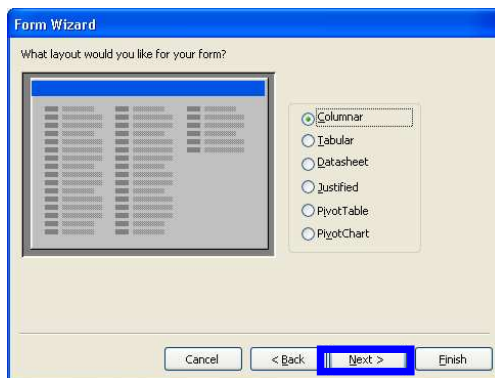 Form Wizard
What layout would you like for your form?
Columnar
Tabular
Datasheet
Justified
PivotTable
PivotChart
Cancel
< Back
Next >
Finish